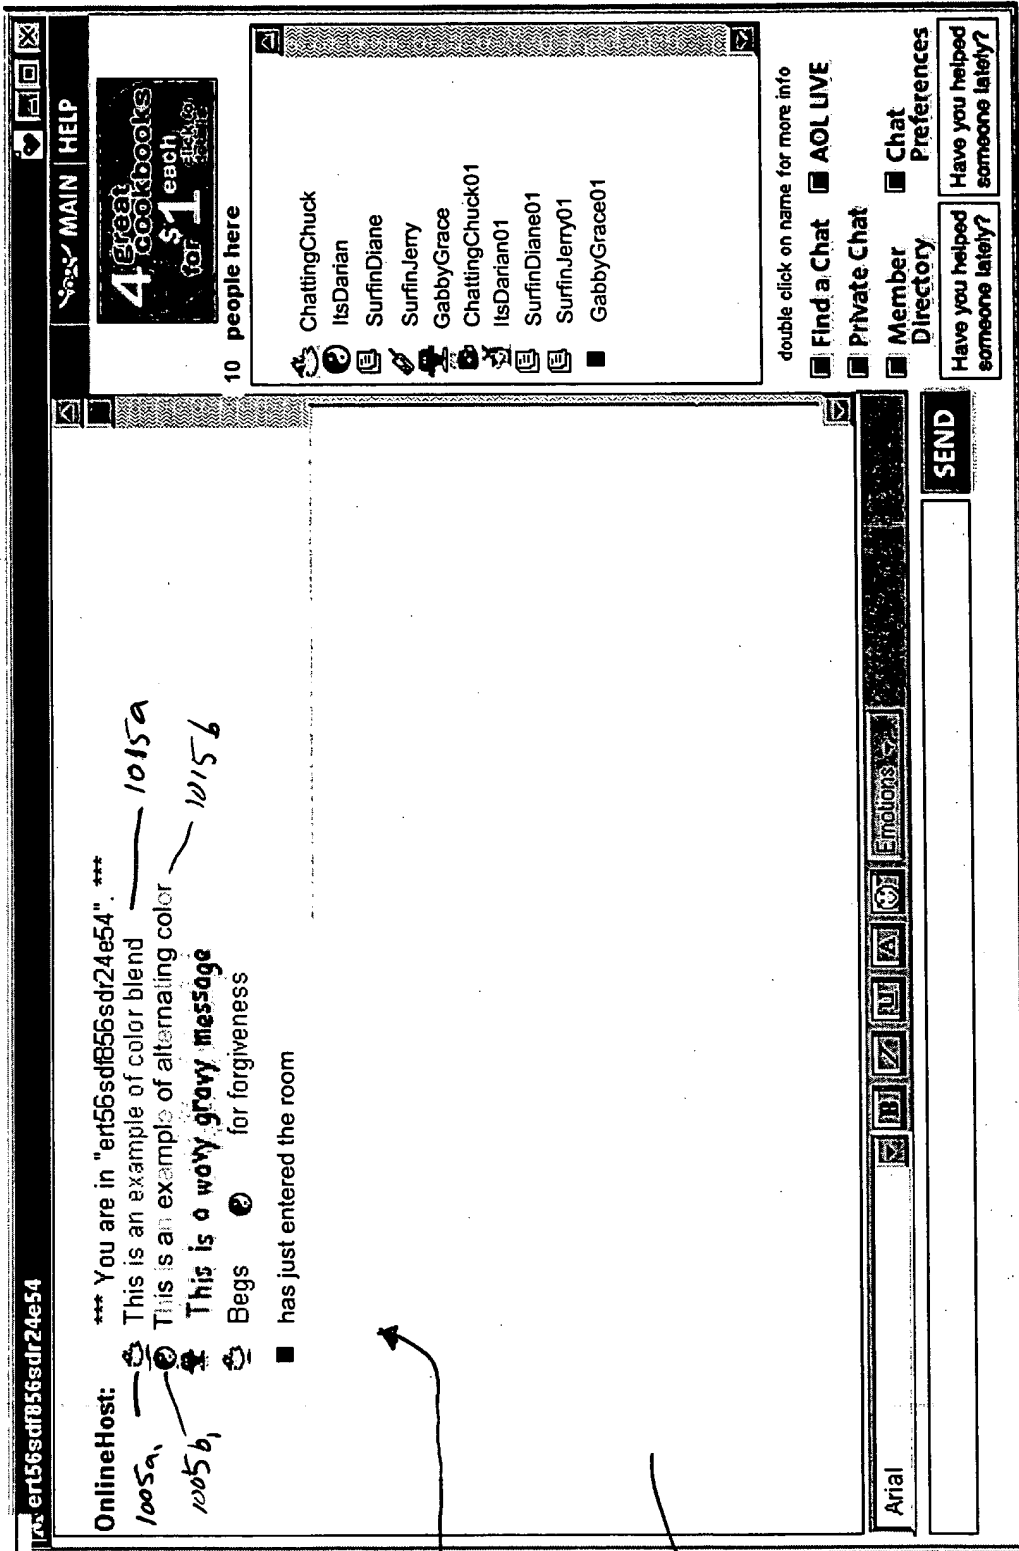 ert56sdf856sdr24e54
MAIN HELP
OnlineHost: *** You are in "ert56sdf856sdr24e54". ***
1005a, This is an example of color blend 1015a
1005b, This is an example of alternating color 1015b
This is a wavy gravy message
Begs for forgiveness
has just entered the room
4 great
cookbooks
for $1 each
10 people here
ChattingChuck
ItsDarian
SurfinDiane
SurfinJerry
GabbyGrace
ChattingChuck01
ItsDarian01
SurfinDiane01
SurfinJerry01
GabbyGrace01
double click on name for more info
Find a Chat AOL LIVE
Private Chat
Member Directory Chat Preferences
Arial B I U A Emotions
SEND
Have you helped someone lately?
Have you helped someone lately?